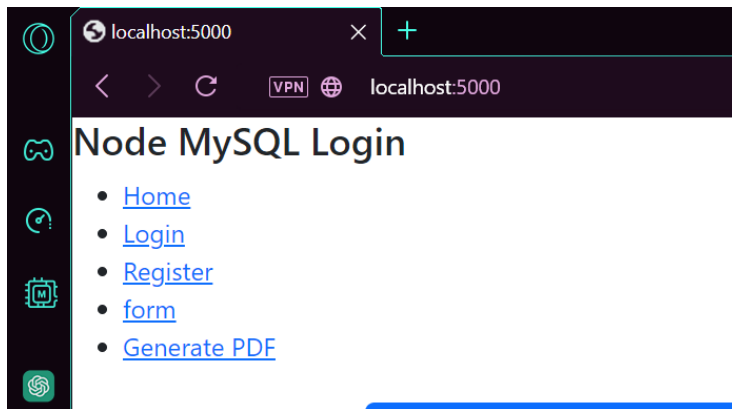 localhost:5000
VPN localhost:5000
Node MySQL Login
Home
Login
Register
form
Generate PDF
M